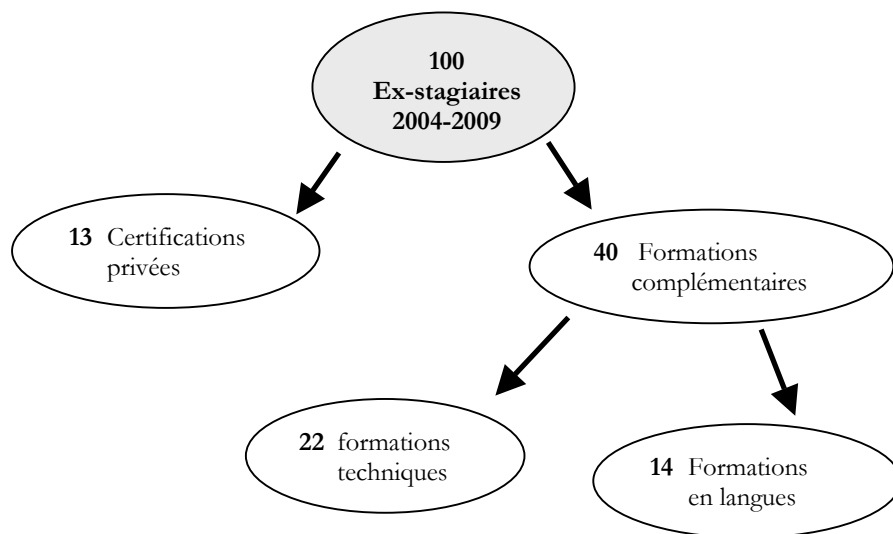 100
Ex-stagiaires
2004-2009
13 Certifications
privées
40 Formations
complémentaires
22 formations
techniques
14 Formations
en langues